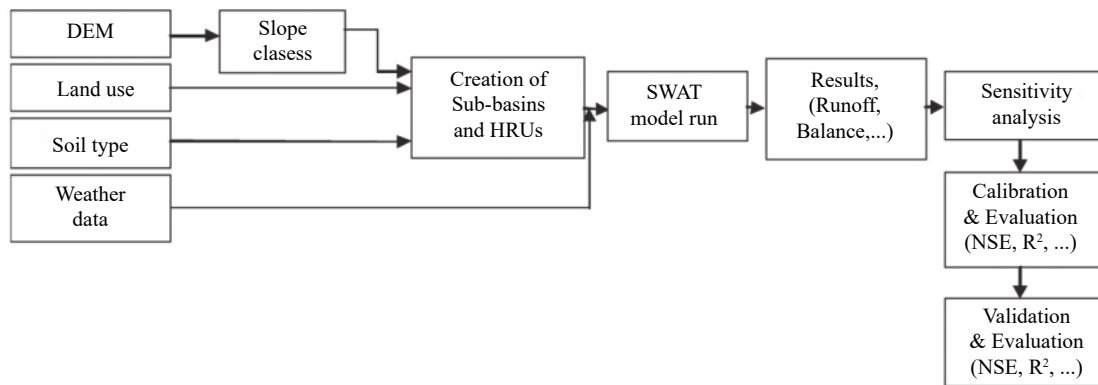 DEM
Slope
clasess
Land use
Soil type
Weather
data
Creation of
Sub-basins
and HRUs
SWAT
model run
Results,
(Runoff,
Balance,...)
Sensitivity
analysis
Calibration
& Evaluation
(NSE, R², ...)
Validation
& Evaluation
(NSE, R², ...)